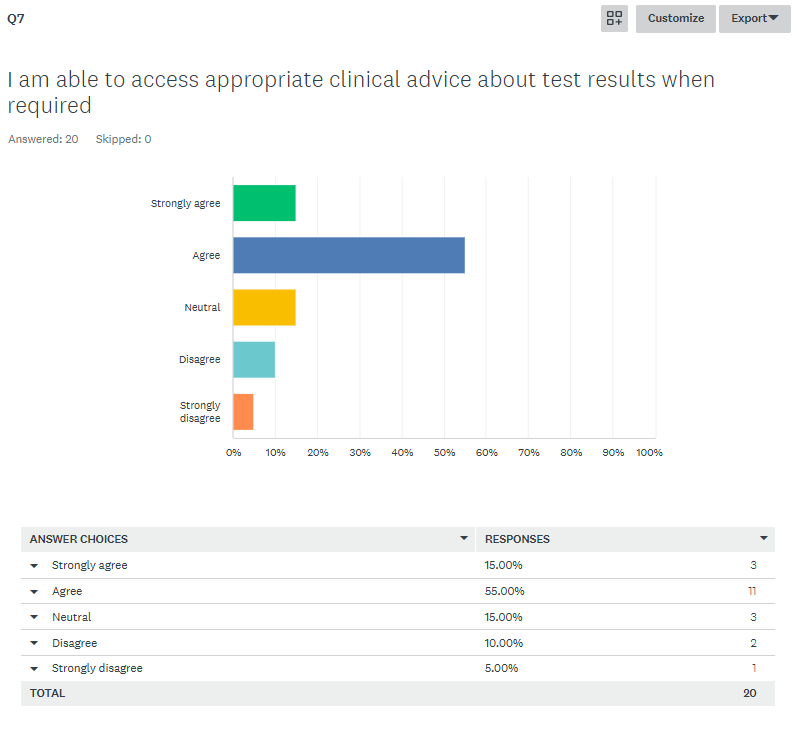 Q7
Customize
Export
I am able to access appropriate clinical advice about test results when
required
Answered: 20 Skipped: 0
Strongly agree
Agree
Neutral
Disagree
Strongly
disagree
0% 10% 20% 30% 40% 50% 60% 70% 80% 90% 100%
ANSWER CHOICES RESPONSES
Strongly agree 15.00% 3
Agree 55.00% 11
Neutral 15.00% 3
Disagree 10.00% 2
Strongly disagree 5.00% 1
TOTAL 20